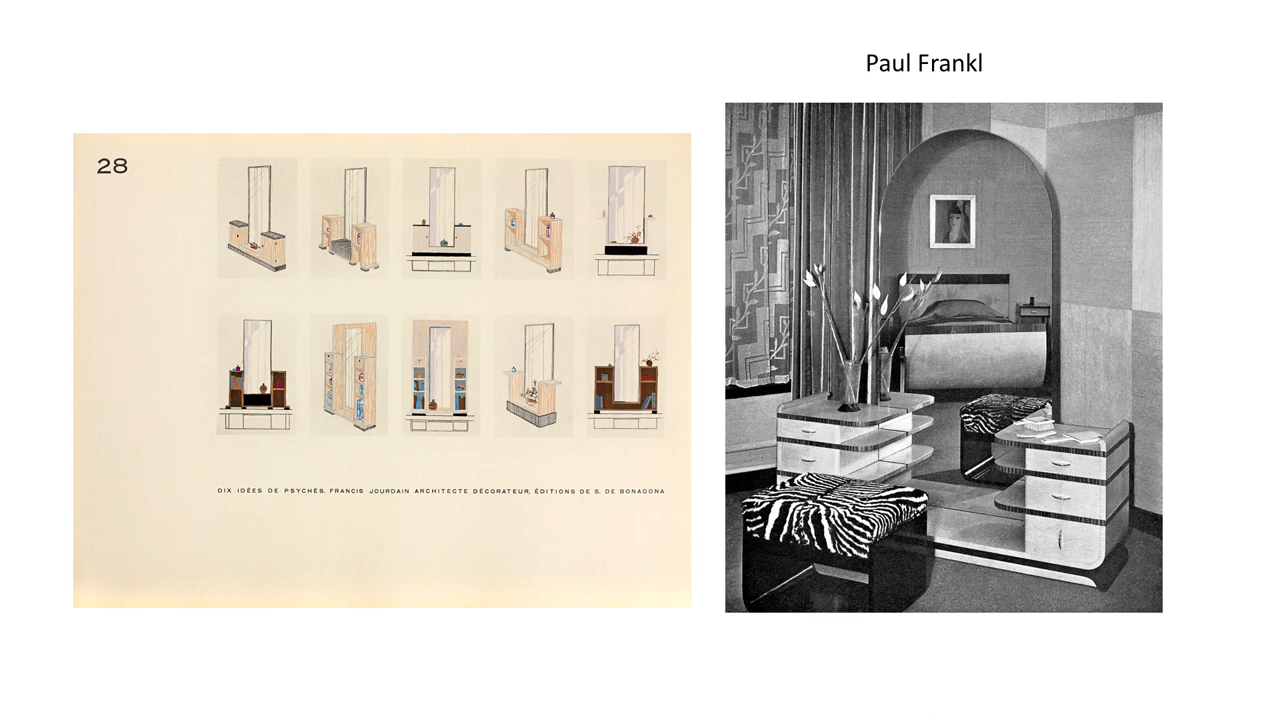 Paul Frankl
28
DIX IDÉES DE PSYCHÉS. FRANCIS JOURDAIN ARCHITECTE DÉCORATEUR, ÉDITIONS DE S. DE BONADONA